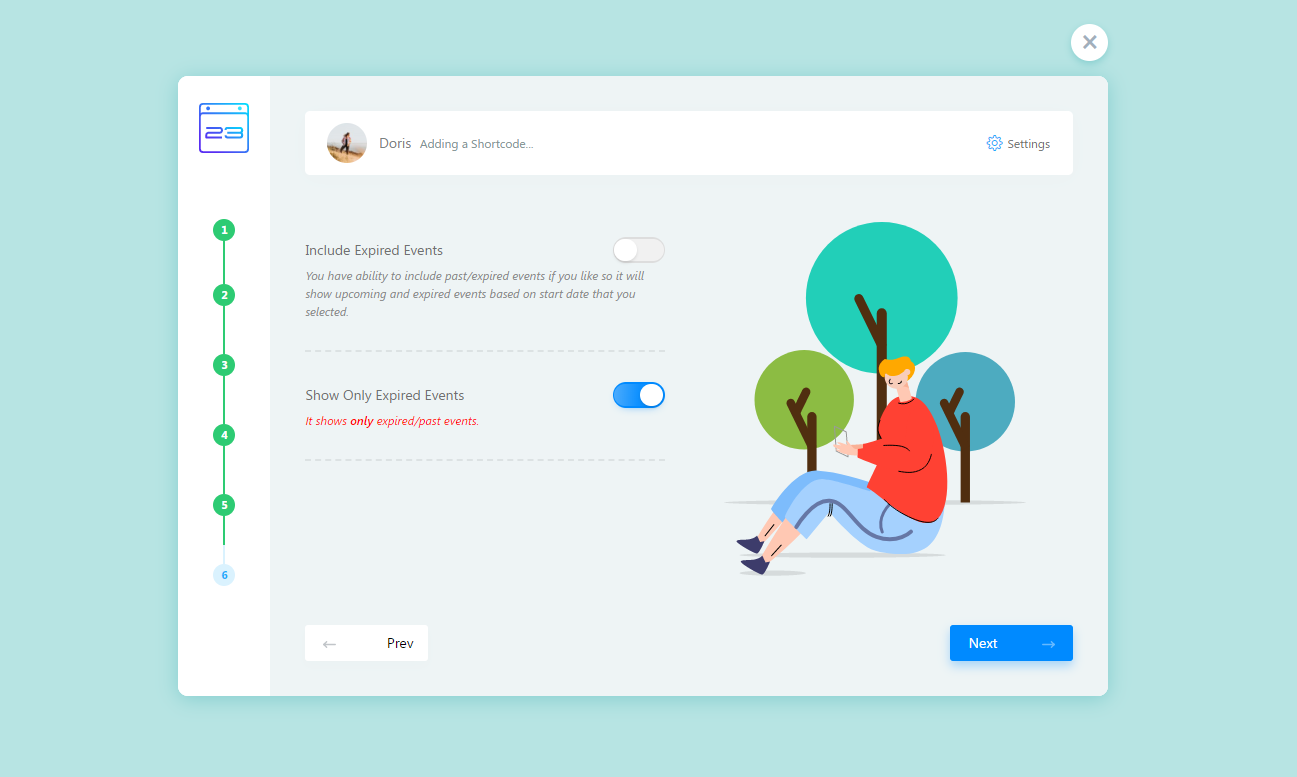 23
Doris Adding a Shortcode...
Settings
1
2
3
4
5
6
Include Expired Events
You have ability to include past/expired events if you like so it will
show upcoming and expired events based on start date that you
selected.
Show Only Expired Events
It shows only expired/past events.
← Prev
Next →